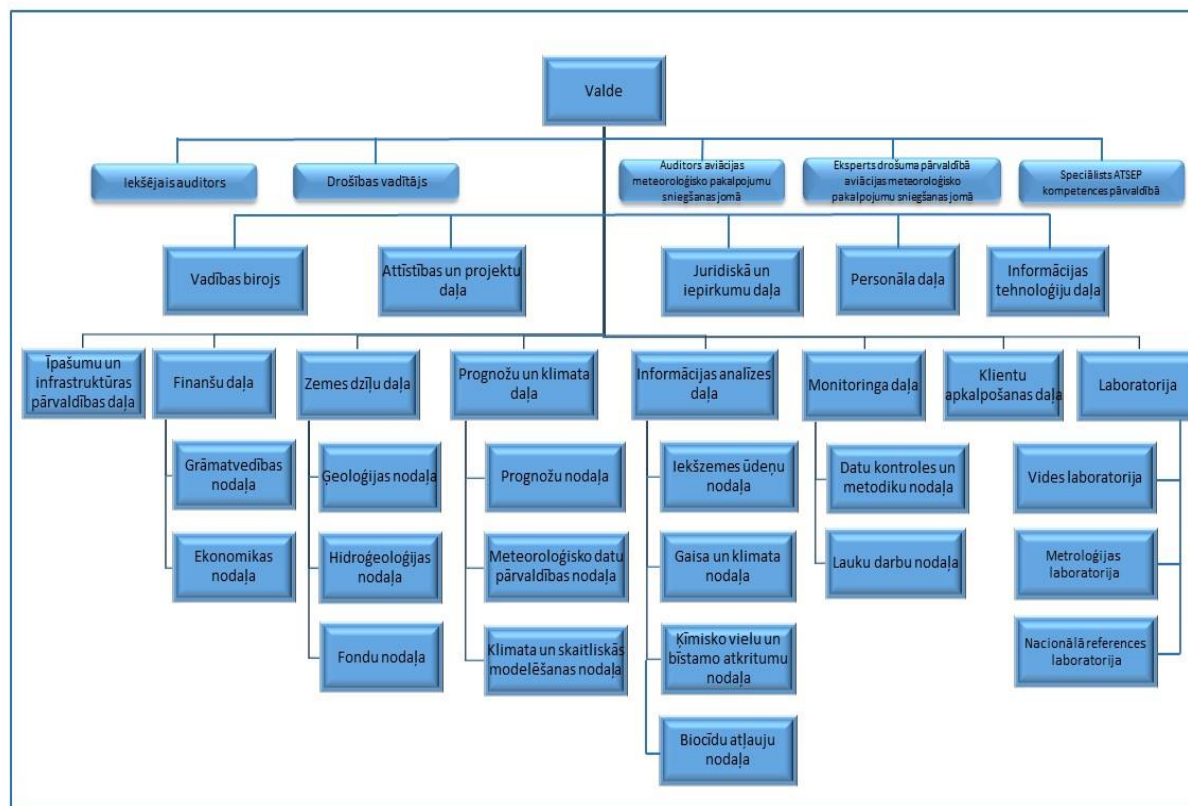 Valde
Iekšējais auditors
Drošības vadītājs
Auditors aviācijas
meteoroloģisko pakalpojumu
sniegšanas jomā
Eksperts drošuma pārvaldībā
aviācijas meteoroloģisko
pakalpojumu sniegšanas jomā
Speciālists ATSEP
kompetences pārvaldībā
Vadības birojs
Attīstības un projektu
daļa
Juridiskā un
iepirkumu daļa
Personāla daļa
Informācijas
tehnoloģiju daļa
Īpašumu un
infrastruktūras
pārvaldības daļa
Finanšu daļa
Zemes dzīļu daļa
Prognožu un klimata
daļa
Informācijas analīzes
daļa
Monitoringa daļa
Klientu
apkalpošanas daļa
Laboratorija
Grāmatvedības
nodaļa
Ģeoloģijas nodaļa
Prognožu nodaļa
Iekšzemes ūdeņu
nodaļa
Datu kontroles un
metodiku nodaļa
Vides laboratorija
Ekonomikas
nodaļa
Hidroģeoloģijas
nodaļa
Meteoroloģisko datu
pārvaldības nodaļa
Gaisa un klimata
nodaļa
Lauku darbu nodaļa
Metroloģijas
laboratorija
Fondu nodaļa
Klimata un skaitliskās
modelēšanas nodaļa
Ķīmisko vielu un
bīstamo atkritumu
nodaļa
Nacionālā references
laboratorija
Biocīdu atļauju
nodaļa